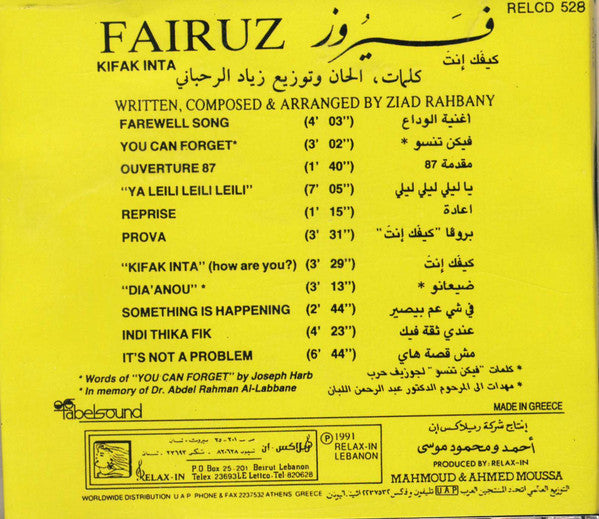 RELCD 528
FAIRUZ فيروز
KIFAK INTA كيفك إنتَ
كلمات، الحان وتوزيع زياد الرحباني
WRITTEN, COMPOSED & ARRANGED BY ZIAD RAHBANY
FAREWELL SONG (4' 03") اغنية الوداع
YOU CAN FORGET* (3' 02") فيكن تنسو *
OUVERTURE 87 (1' 40") مقدمة 87
"YA LEILI LEILI LEILI" (7' 05") يا ليلي ليلي ليلي
REPRISE (1' 15") اعادة
PROVA (3' 31") بروڤا "كيفك إنتَ"
"KIFAK INTA" (how are you?) (3' 29") كيفك إنتَ
"DIA'ANOU" * (3' 13") ضيعانو *
SOMETHING IS HAPPENING (2' 44") في شي عم بيصير
INDI THIKA FIK (4' 23") عندي ثقة فيك
IT'S NOT A PROBLEM (6' 44") مش قصة هاي
* Words of "YOU CAN FORGET" by Joseph Harb * كلمات "فيكن تنسو" لجوزيف حرب
* In memory of Dr. Abdel Rahman Al-Labbane * مهدات الى المرحوم الدكتور عبد الرحمن اللبان
fabelsound
MADE IN GREECE
RELAX-IN
P.O Box 25-201 Beirut Lebanon
Telex 23693LE Lattco-Tel 820628
P 1991
RELAX-IN
LEBANON
إنتاج شركة ريلاكس إن
أحمد ومحمود موسى
PRODUCED BY: RELAX-IN
MAHMOUD & AHMED MOUSSA
WORLDWIDE DISTRIBUTION U A P PHONE & FAX 2237532 ATHENS GREECE
U A P